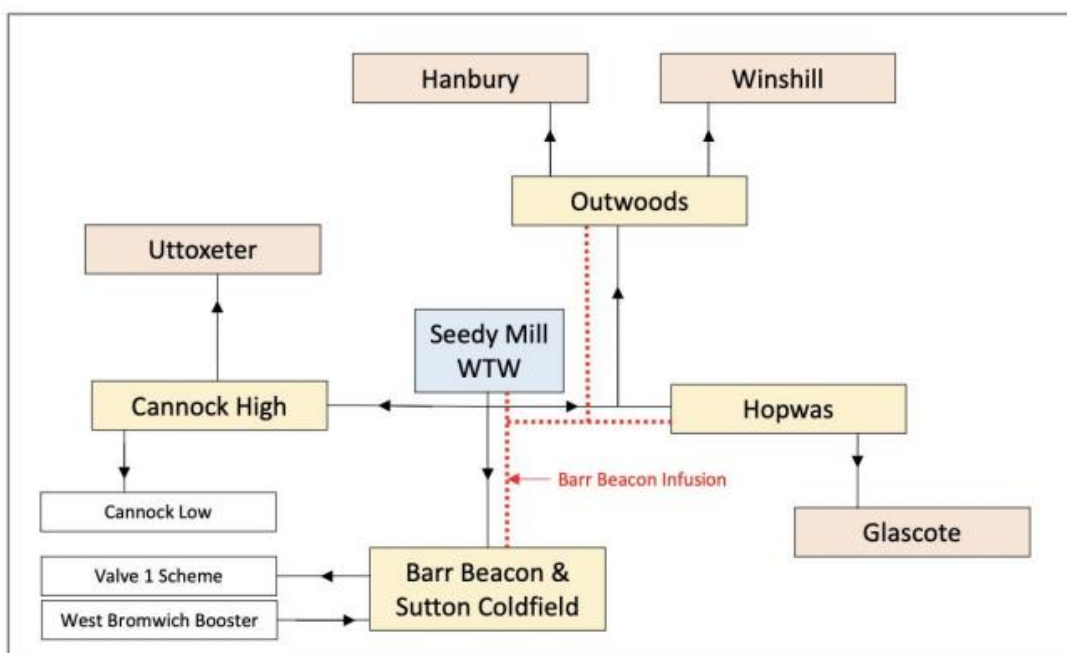 Hanbury
Winshill
Outwoods
Uttoxeter
Seedy Mill
WTW
Cannock High
Hopwas
Barr Beacon Infusion
Cannock Low
Glascote
Valve 1 Scheme
Barr Beacon &
Sutton Coldfield
West Bromwich Booster